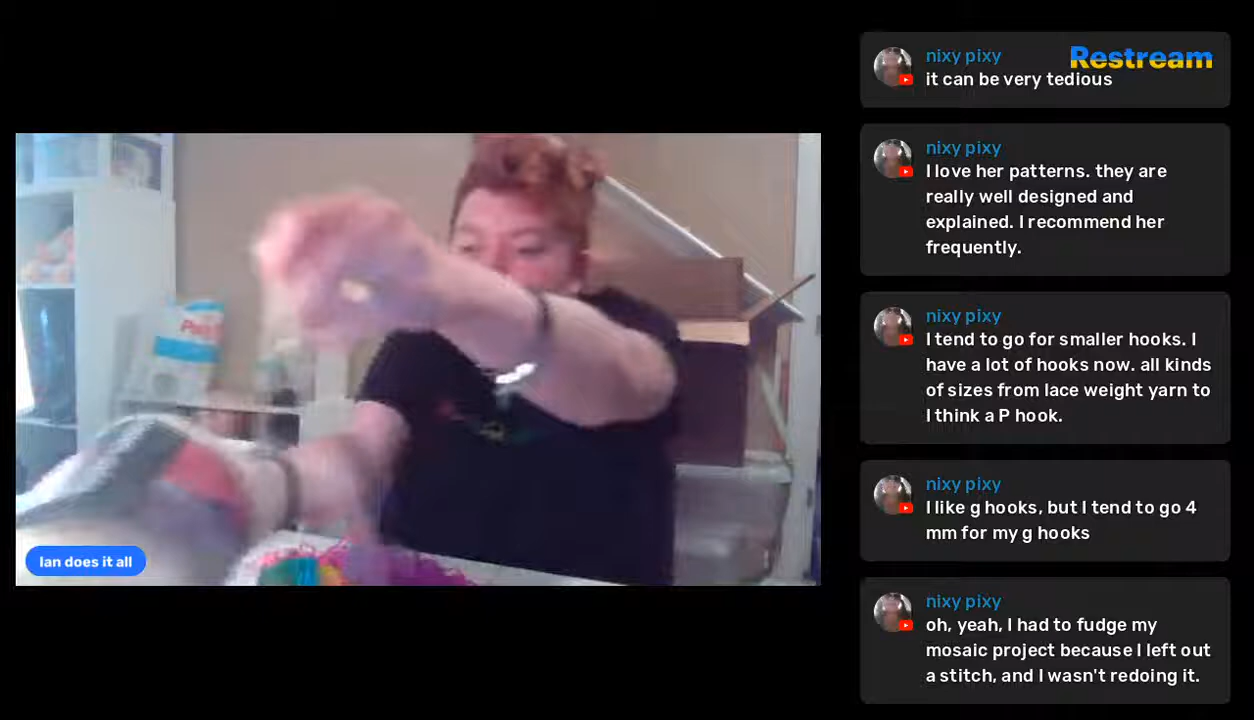 nixy pixy
Restream
it can be very tedious
nixy pixy
I love her patterns. they are
really well designed and
explained. I recommend her
frequently.
nixy pixy
I tend to go for smaller hooks. I
have a lot of hooks now. all kinds
of sizes from lace weight yarn to
I think a P hook.
nixy pixy
I like g hooks, but I tend to go 4
mm for my g hooks
nixy pixy
oh, yeah, I had to fudge my
mosaic project because I left out
a stitch, and I wasn't redoing it.
Ian does it all